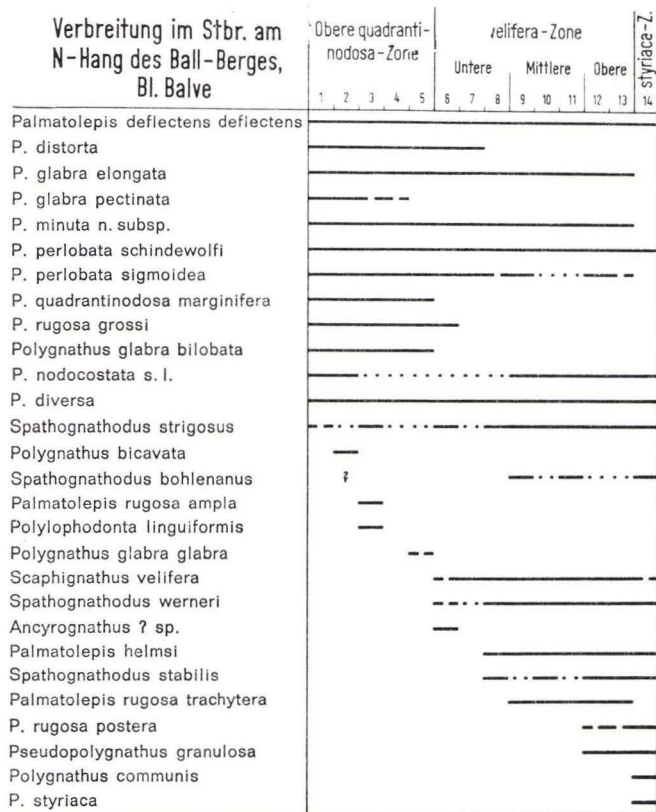 Verbreitung im Stbr. am
N-Hang des Ball-Berges,
Bl. Balve
Obere quadranti-
nodosa-Zone
velifera-Zone
Untere
Mittlere
Obere
styriaca-Z.
1 2 3 4 5 6 7 8 9 10 11 12 13 14
Palmatolepis deflectens deflectens
P. distorta
P. glabra elongata
P. glabra pectinata
P. minuta n. subsp.
P. perlobata schindewolfi
P. perlobata sigmoidea
P. quadrantinodosa marginifera
P. rugosa grossi
Polygnathus glabra bilobata
P. nodocostata s. l.
P. diversa
Spathognathodus strigosus
Polygnathus bicavata
Spathognathodus bohlenanus ?
Palmatolepis rugosa ampla
Polylophodonta linguiformis
Polygnathus glabra glabra
Scaphignathus velifera
Spathognathodus werneri
Ancyrognathus ? sp.
Palmatolepis helmsi
Spathognathodus stabilis
Palmatolepis rugosa trachytera
P. rugosa postera
Pseudopolygnathus granulosa
Polygnathus communis
P. styriaca